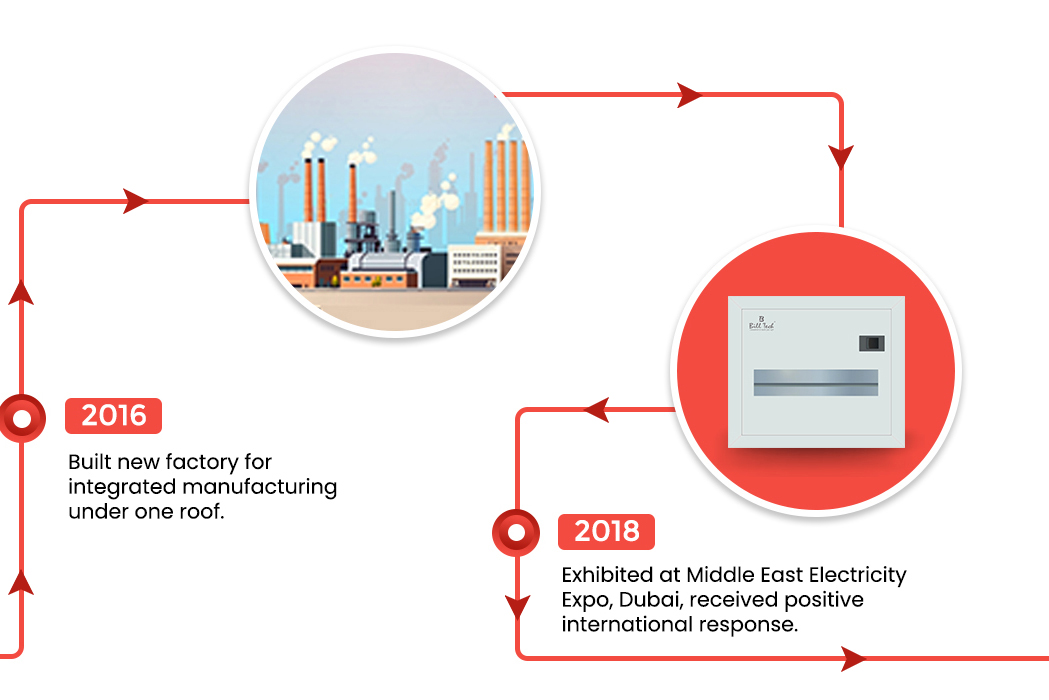 2016
Built new factory for
integrated manufacturing
under one roof.
Bill Tech
2018
Exhibited at Middle East Electricity
Expo, Dubai, received positive
international response.